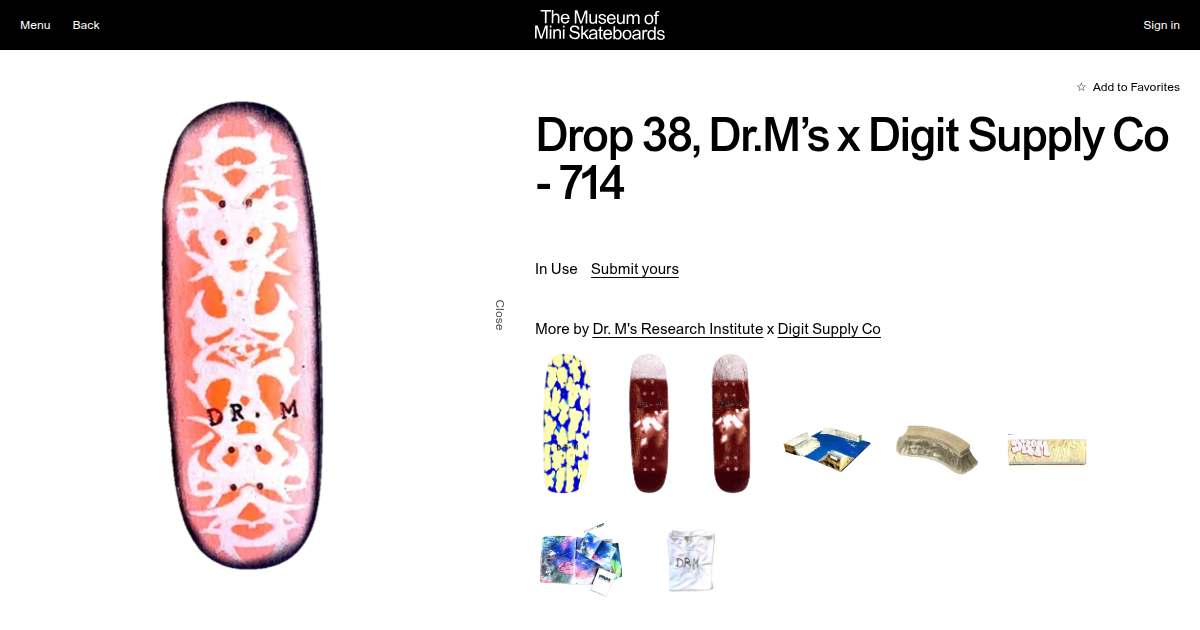 Menu
Back
The Museum of
Mini Skateboards
Sign in
☆ Add to Favorites
Drop 38, Dr.M’s x Digit Supply Co
- 714
In Use
Submit yours
Close
More by Dr. M's Research Institute x Digit Supply Co
DR. M
DRM